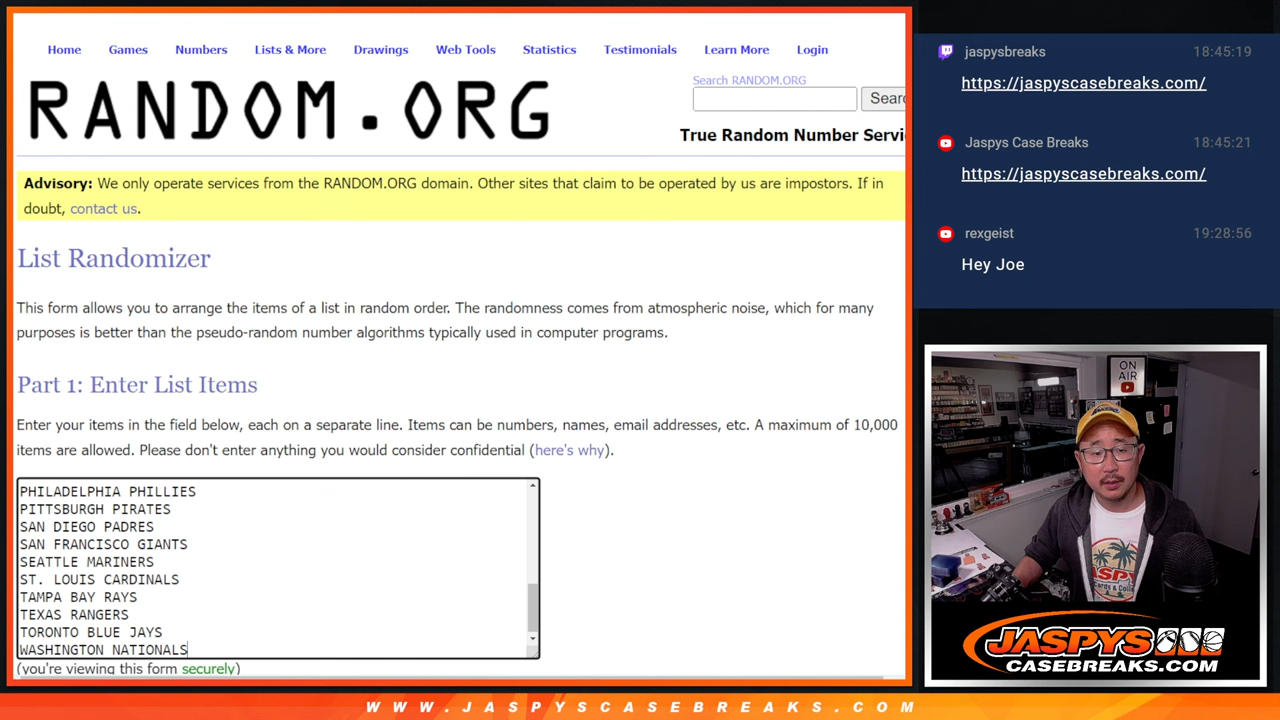 Home Games Numbers Lists & More Drawings Web Tools Statistics Testimonials Learn More Login
RANDOM.ORG
Search RANDOM.ORG
Searc
True Random Number Servi
Advisory: We only operate services from the RANDOM.ORG domain. Other sites that claim to be operated by us are impostors. If in
doubt, contact us.
List Randomizer
This form allows you to arrange the items of a list in random order. The randomness comes from atmospheric noise, which for many
purposes is better than the pseudo-random number algorithms typically used in computer programs.
Part 1: Enter List Items
Enter your items in the field below, each on a separate line. Items can be numbers, names, email addresses, etc. A maximum of 10,000
items are allowed. Please don't enter anything you would consider confidential (here's why).
PHILADELPHIA PHILLIES
PITTSBURGH PIRATES
SAN DIEGO PADRES
SAN FRANCISCO GIANTS
SEATTLE MARINERS
ST. LOUIS CARDINALS
TAMPA BAY RAYS
TEXAS RANGERS
TORONTO BLUE JAYS
WASHINGTON NATIONALS
(you're viewing this form securely)
jaspysbreaks 18:45:19
https://jaspyscasebreaks.com/
Jaspys Case Breaks 18:45:21
https://jaspyscasebreaks.com/
rexgeist 19:28:56
Hey Joe
ON
AIR
JASPYS
JASPYS
CASEBREAKS.COM
WWW.JASPYSCASEBREAKS.COM